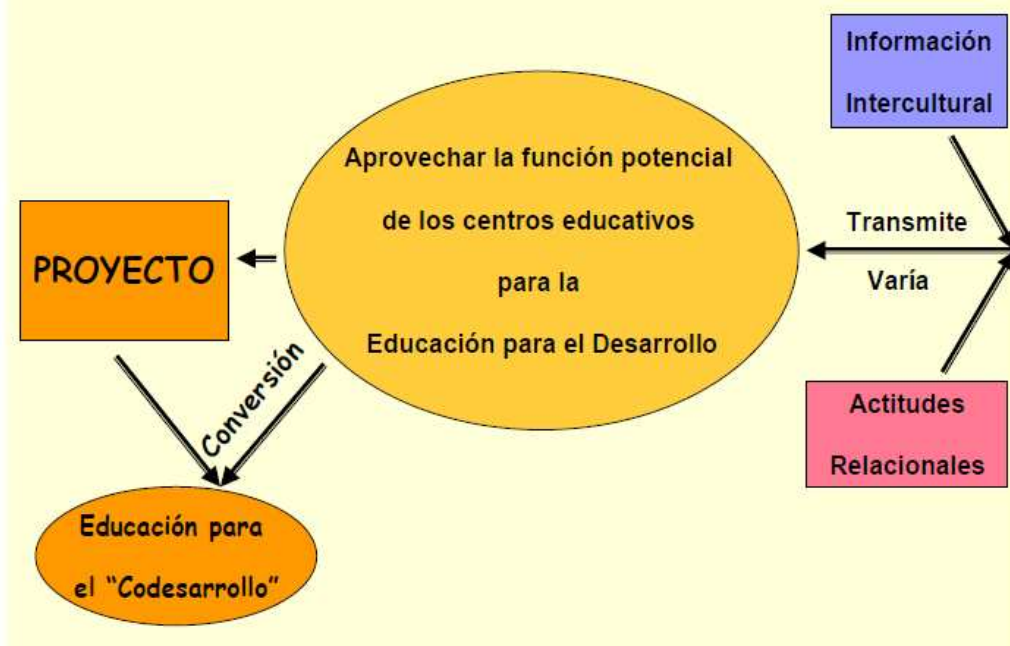 Información
Intercultural
Aprovechar la función potencial
de los centros educativos
para la
Educación para el Desarrollo
Transmite
Varía
PROYECTO
Conversión
Actitudes
Relacionales
Educación para
el “Codesarrollo”